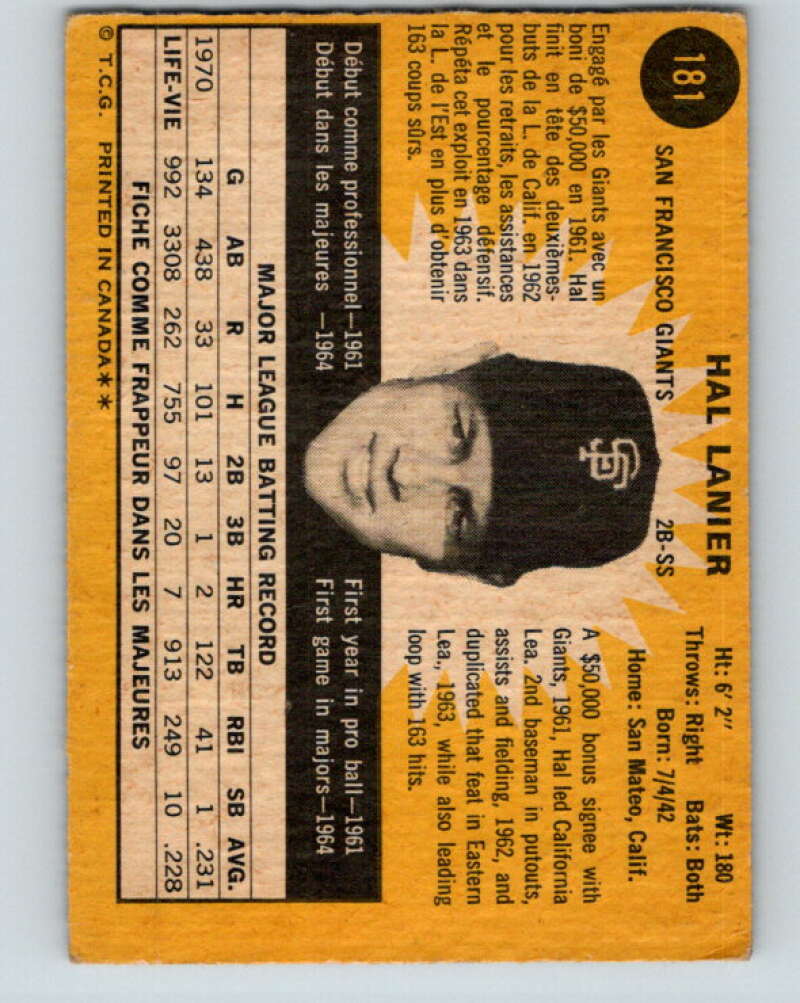 181
HAL LANIER
SAN FRANCISCO GIANTS 2B-SS
Ht: 6' 2" Wt: 180
Throws: Right Bats: Both
Born: 7/4/42
Home: San Mateo, Calif.
Engagé par les Giants avec un
boni de $50,000 en 1961. Hal
finit en tête des deuxièmes-
buts de la L. de Calif. en 1962
pour les retraits, les assistances
et le pourcentage défensif.
Répéta cet exploit en 1963 dans
la L. de l'Est en plus d'obtenir
163 coups sûrs.
SF
A $50,000 bonus signee with
Giants, 1961, Hal led California
Lea. 2nd baseman in putouts,
assists and fielding, 1962, and
duplicated that feat in Eastern
Lea., 1963, while also leading
loop with 163 hits.
Début comme professionnel—1961
Début dans les majeures —1964
First year in pro ball—1961
First game in majors—1964
MAJOR LEAGUE BATTING RECORD
G AB R H 2B 3B HR TB RBI SB AVG.
1970 134 438 33 101 13 1 2 122 41 1 .231
LIFE-VIE 992 3308 262 755 97 20 7 913 249 10 .228
FICHE COMME FRAPPEUR DANS LES MAJEURES
© T.C.G. PRINTED IN CANADA**